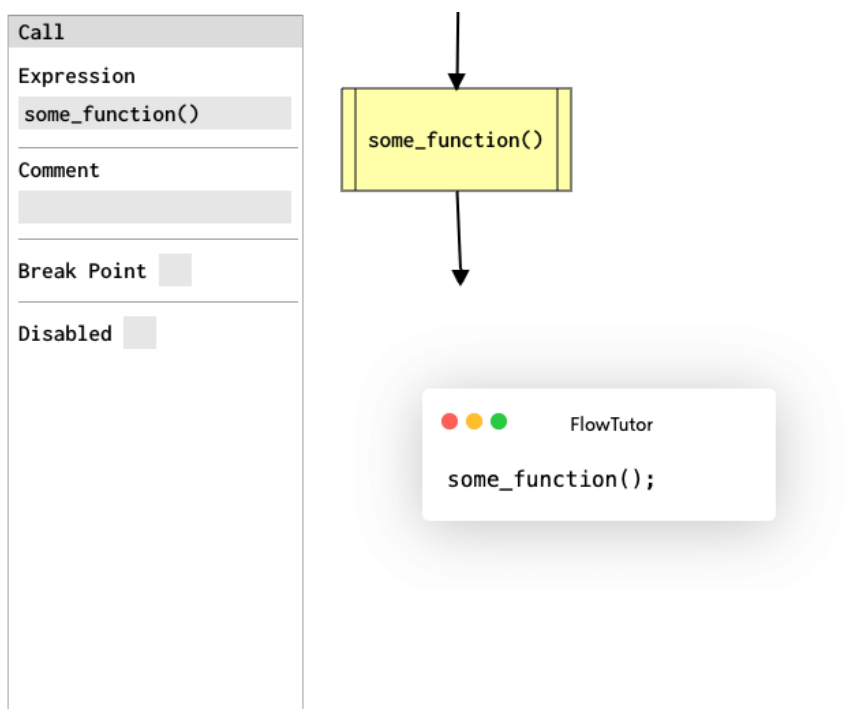 Call
Expression
some_function()
Comment
Break Point
Disabled
some_function()
FlowTutor
some_function();